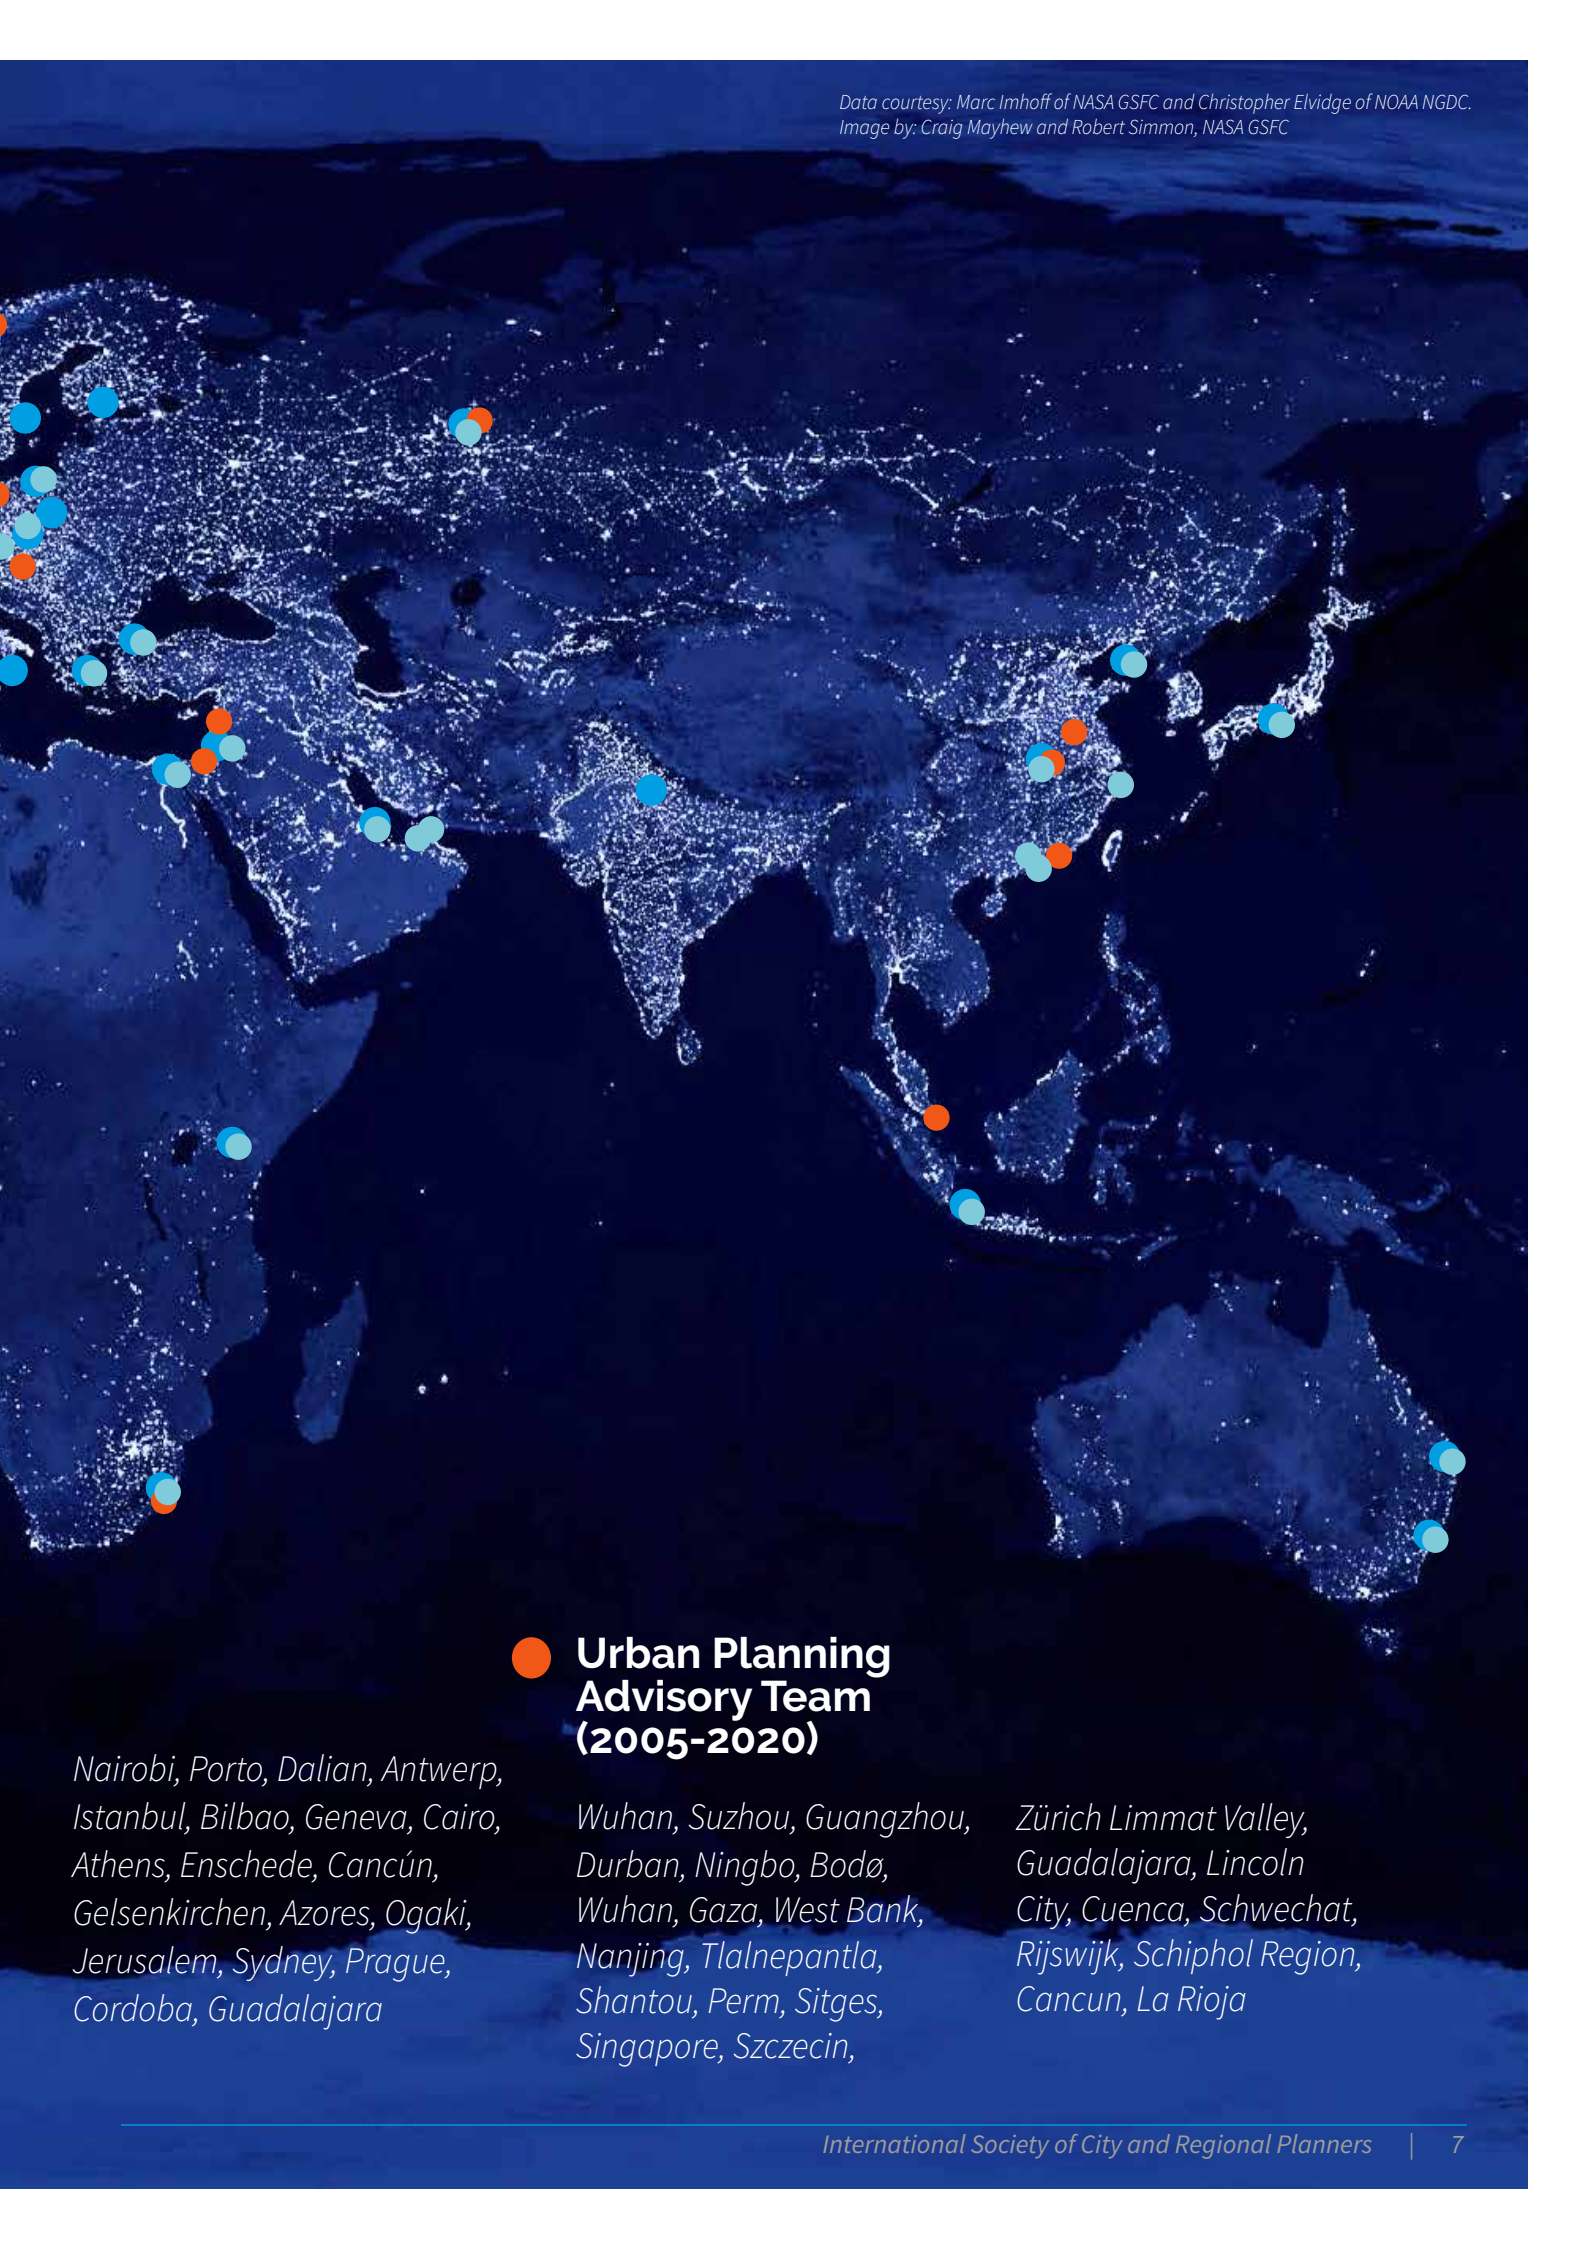 Data courtesy: Marc Imhoff of NASA GSFC and Christopher Elvidge of NOAA NGDC.
Image by: Craig Mayhew and Robert Simmon, NASA GSFC
Nairobi, Porto, Dalian, Antwerp,
Istanbul, Bilbao, Geneva, Cairo,
Athens, Enschede, Cancún,
Gelsenkirchen, Azores, Ogaki,
Jerusalem, Sydney, Prague,
Cordoba, Guadalajara
Urban Planning
Advisory Team
(2005-2020)
Wuhan, Suzhou, Guangzhou,
Durban, Ningbo, Bodø,
Wuhan, Gaza, West Bank,
Nanjing, Tlalnepantla,
Shantou, Perm, Sitges,
Singapore, Szczecin,
Zürich Limmat Valley,
Guadalajara, Lincoln
City, Cuenca, Schwechat,
Rijswijk, Schiphol Region,
Cancun, La Rioja
International Society of City and Regional Planners | 7